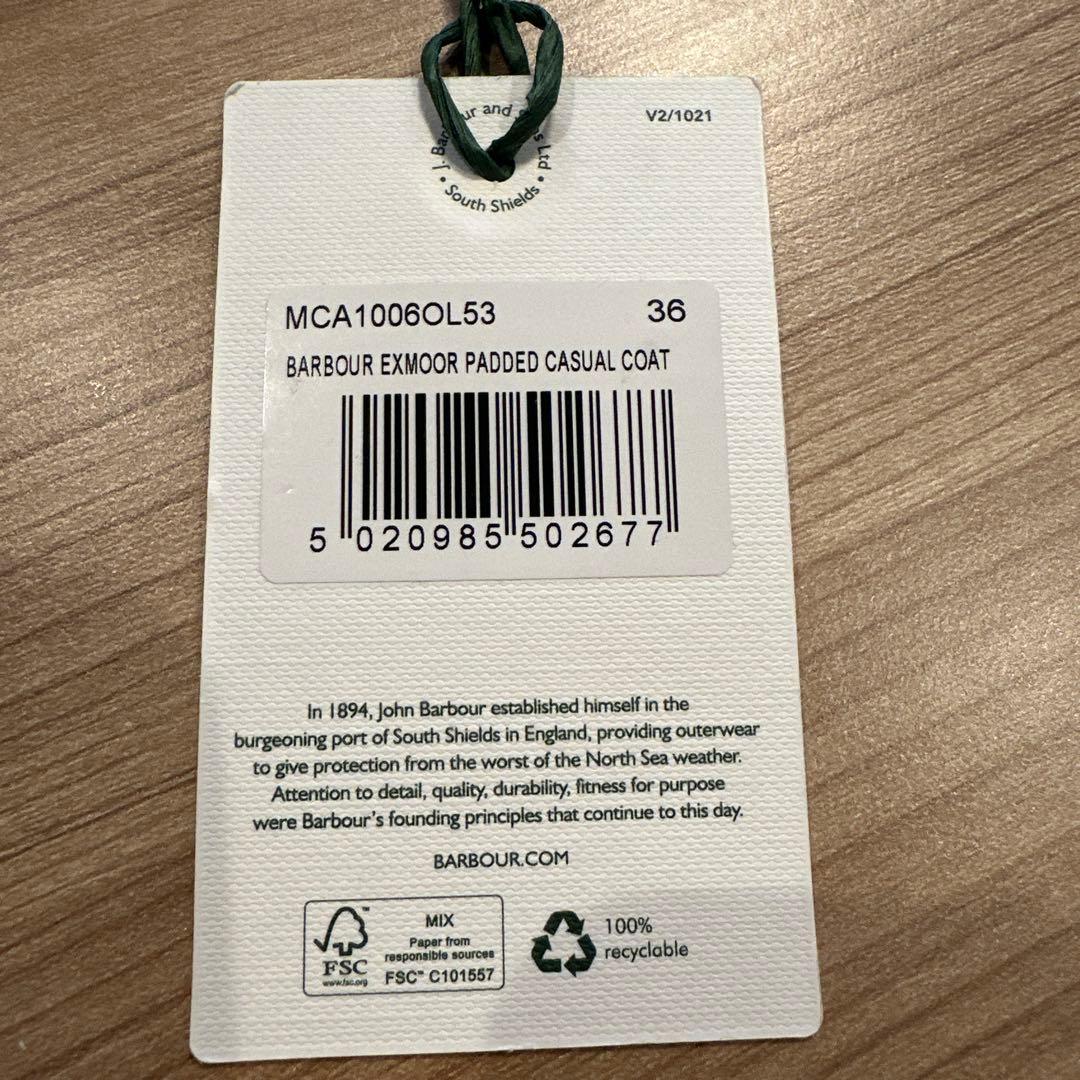 V2/1021
J. Bar ur and s Ltd
• South Shields •
MCA1006OL53 36
BARBOUR EXMOOR PADDED CASUAL COAT
5 020985 502677
In 1894, John Barbour established himself in the
burgeoning port of South Shields in England, providing outerwear
to give protection from the worst of the North Sea weather.
Attention to detail, quality, durability, fitness for purpose
were Barbour's founding principles that continue to this day.
BARBOUR.COM
FSC™
www.fsc.org
MIX
Paper from
responsible sources
FSC™ C101557
100%
recyclable